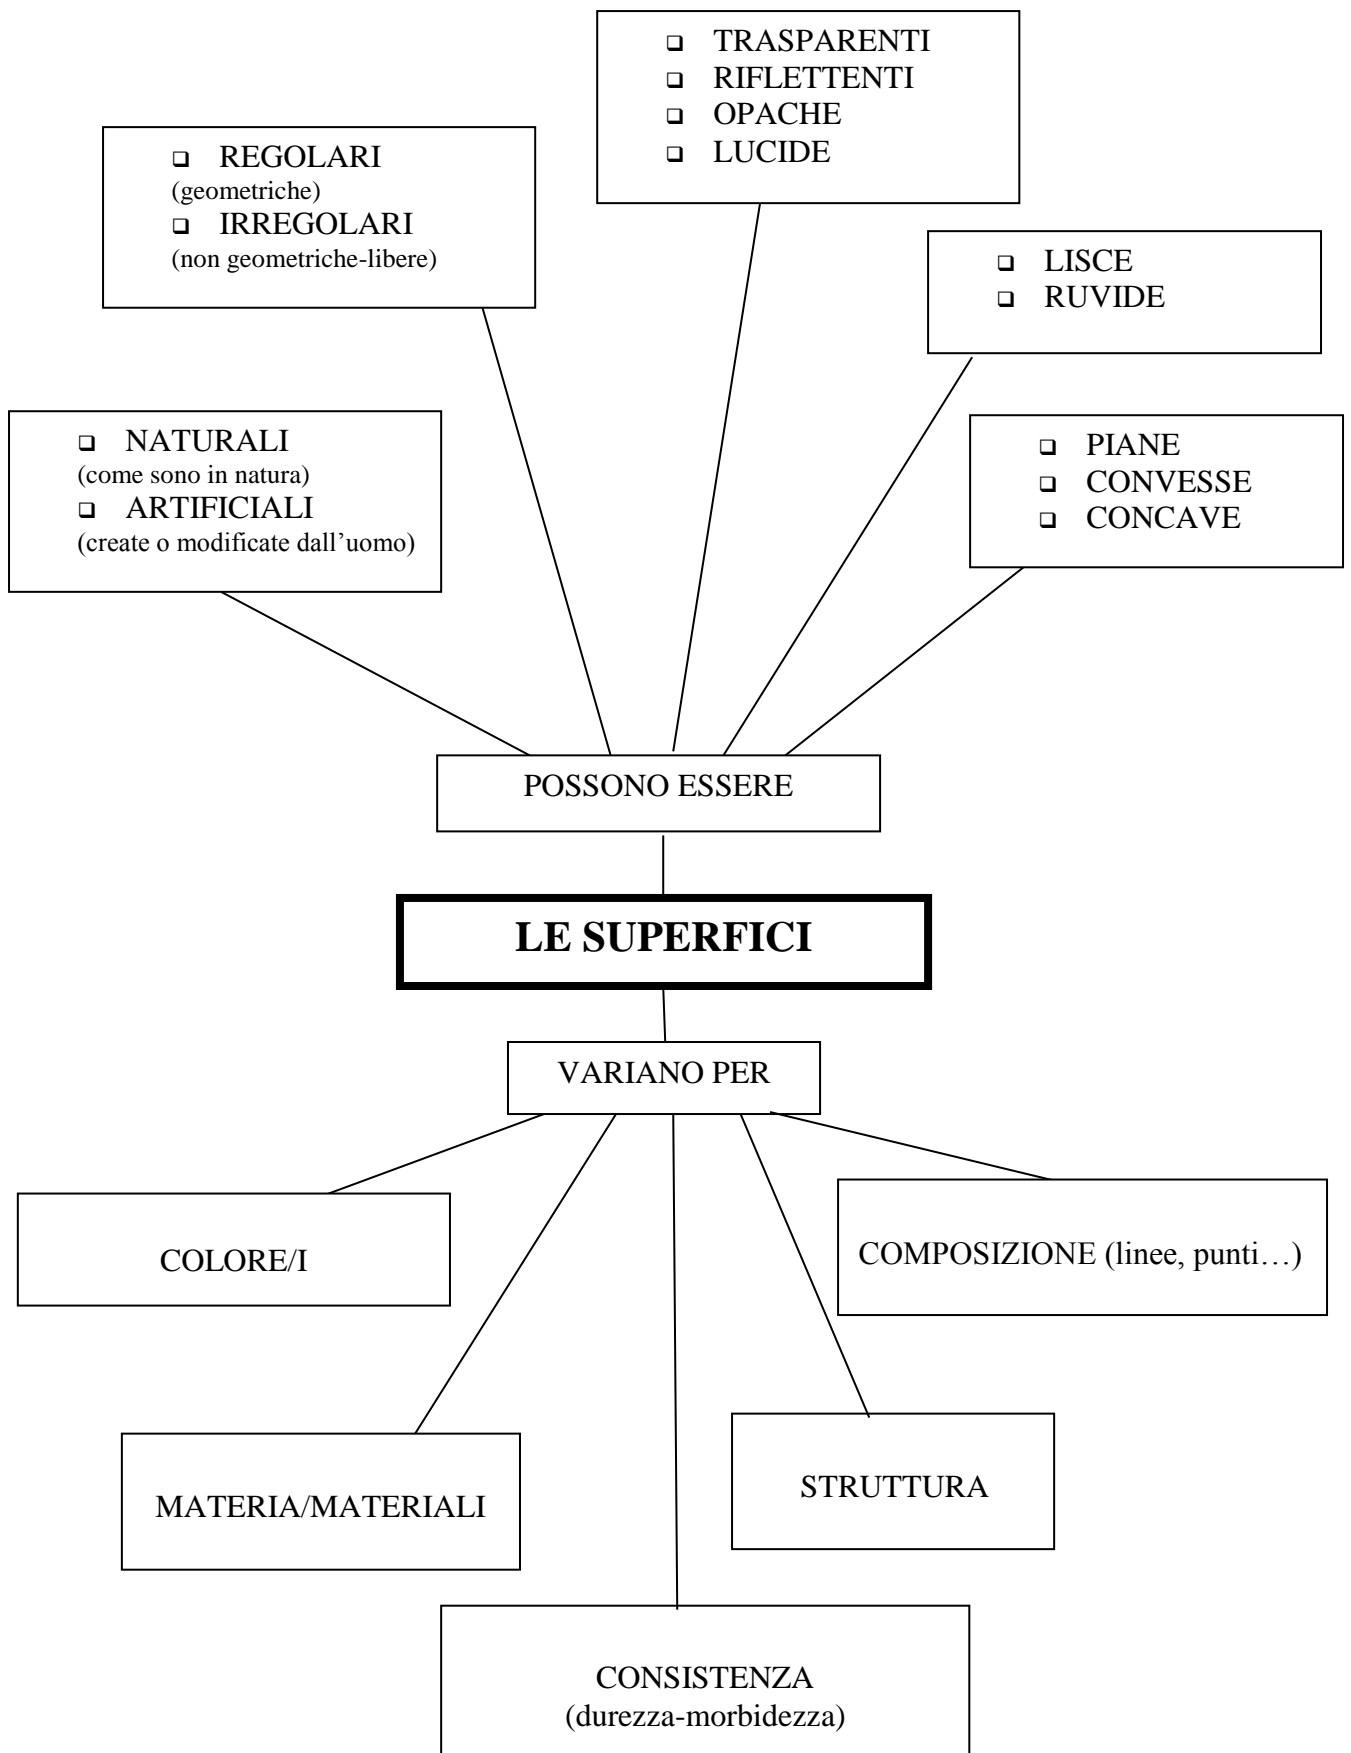 TRASPARENTI
RIFLETTENTI
OPACHE
LUCIDE
REGOLARI
(geometriche)
IRREGOLARI
(non geometriche-libere)
LISCE
RUVIDE
NATURALI
(come sono in natura)
ARTIFICIALI
(create o modificate dall’uomo)
PIANE
CONVESSE
CONCAVE
POSSONO ESSERE
LE SUPERFICI
VARIANO PER
COLORE/I
COMPOSIZIONE (linee, punti…)
MATERIA/MATERIALI
STRUTTURA
CONSISTENZA
(durezza-morbidezza)